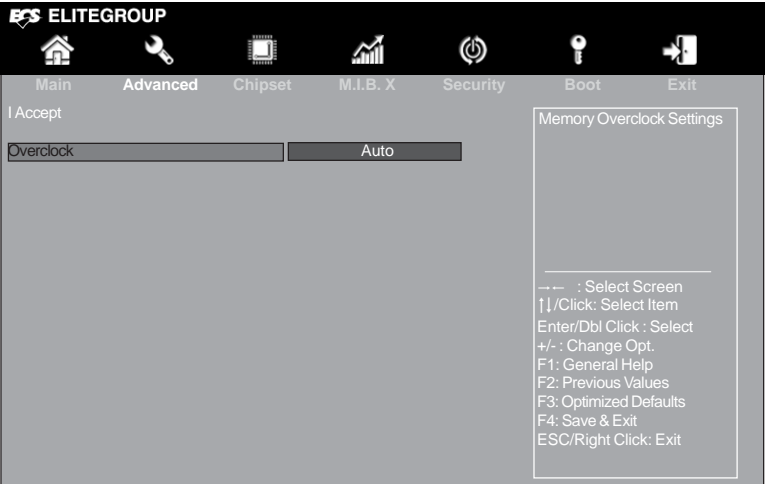 ECS ELITEGROUP
Main Advanced Chipset M.I.B. X Security Boot Exit
I Accept
Overclock Auto
Memory Overclock Settings
→← : Select Screen
↑↓/Click: Select Item
Enter/Dbl Click : Select
+/- : Change Opt.
F1: General Help
F2: Previous Values
F3: Optimized Defaults
F4: Save & Exit
ESC/Right Click: Exit